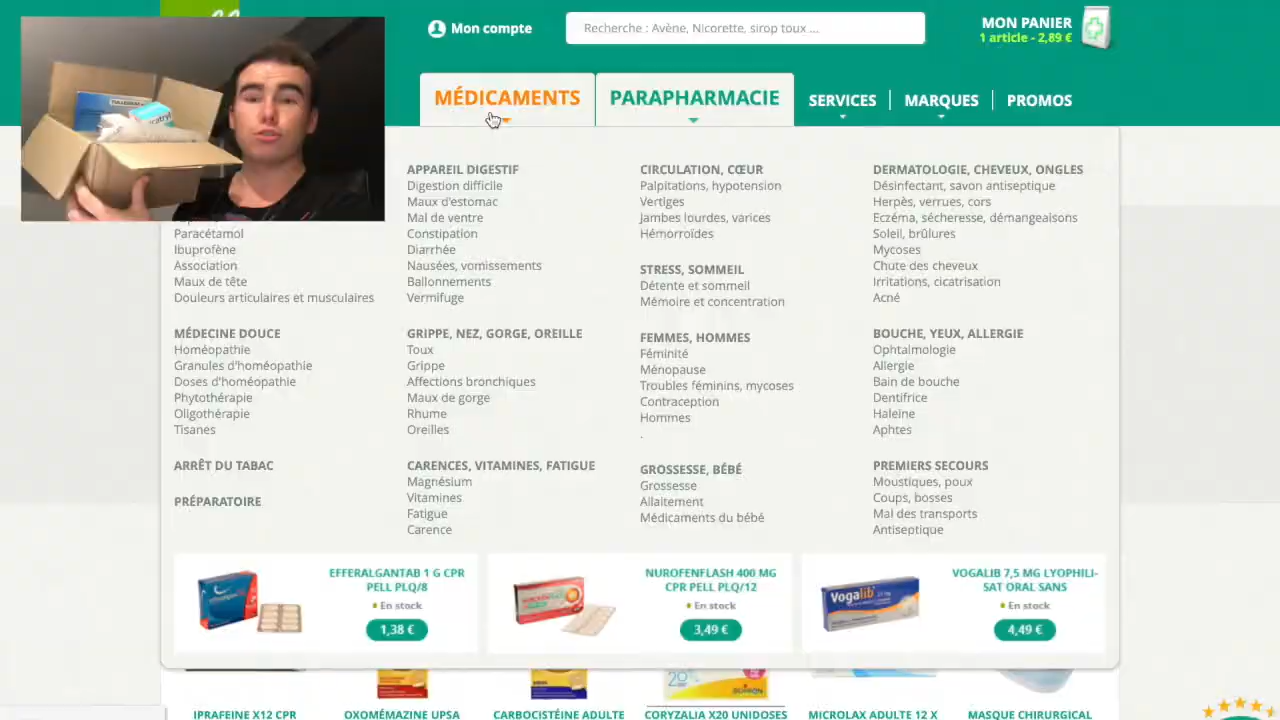 Mon compte
Recherche : Avène, Nicorette, sirop toux ...
MON PANIER
1 article - 2,89 €
MÉDICAMENTS
PARAPHARMACIE
SERVICES
MARQUES
PROMOS
Paracétamol
Ibuprofène
Association
Maux de tête
Douleurs articulaires et musculaires
MÉDECINE DOUCE
Homéopathie
Granules d'homéopathie
Doses d'homéopathie
Phytothérapie
Oligothérapie
Tisanes
ARRÊT DU TABAC
PRÉPARATOIRE
APPAREIL DIGESTIF
Digestion difficile
Maux d'estomac
Mal de ventre
Constipation
Diarrhée
Nausées, vomissements
Ballonnements
Vermifuge
GRIPPE, NEZ, GORGE, OREILLE
Toux
Grippe
Affections bronchiques
Maux de gorge
Rhume
Oreilles
CARENCES, VITAMINES, FATIGUE
Magnésium
Vitamines
Fatigue
Carence
CIRCULATION, CŒUR
Palpitations, hypotension
Vertiges
Jambes lourdes, varices
Hémorroïdes
STRESS, SOMMEIL
Détente et sommeil
Mémoire et concentration
FEMMES, HOMMES
Féminité
Ménopause
Troubles féminins, mycoses
Contraception
Hommes
.
GROSSESSE, BÉBÉ
Grossesse
Allaitement
Médicaments du bébé
DERMATOLOGIE, CHEVEUX, ONGLES
Désinfectant, savon antiseptique
Herpès, verrues, cors
Eczéma, sécheresse, démangeaisons
Soleil, brûlures
Mycoses
Chute des cheveux
Irritations, cicatrisation
Acné
BOUCHE, YEUX, ALLERGIE
Ophtalmologie
Allergie
Bain de bouche
Dentifrice
Haleine
Aphtes
PREMIERS SECOURS
Moustiques, poux
Coups, bosses
Mal des transports
Antiseptique
EFFERALGANTAB 1 G CPR
PELL PLQ/8
En stock
1,38 €
NUROFENFLASH 400 MG
CPR PELL PLQ/12
En stock
3,49 €
Vogalib
VOGALIB 7,5 MG LYOPHILI-
SAT ORAL SANS
En stock
4,49 €
IPRAFEINE X12 CPR
OXOMÉMAZINE UPSA
CARBOCISTÉINE ADULTE
CORYZALIA X20 UNIDOSES
MICROLAX ADULTE 12 X
MASQUE CHIRURGICAL